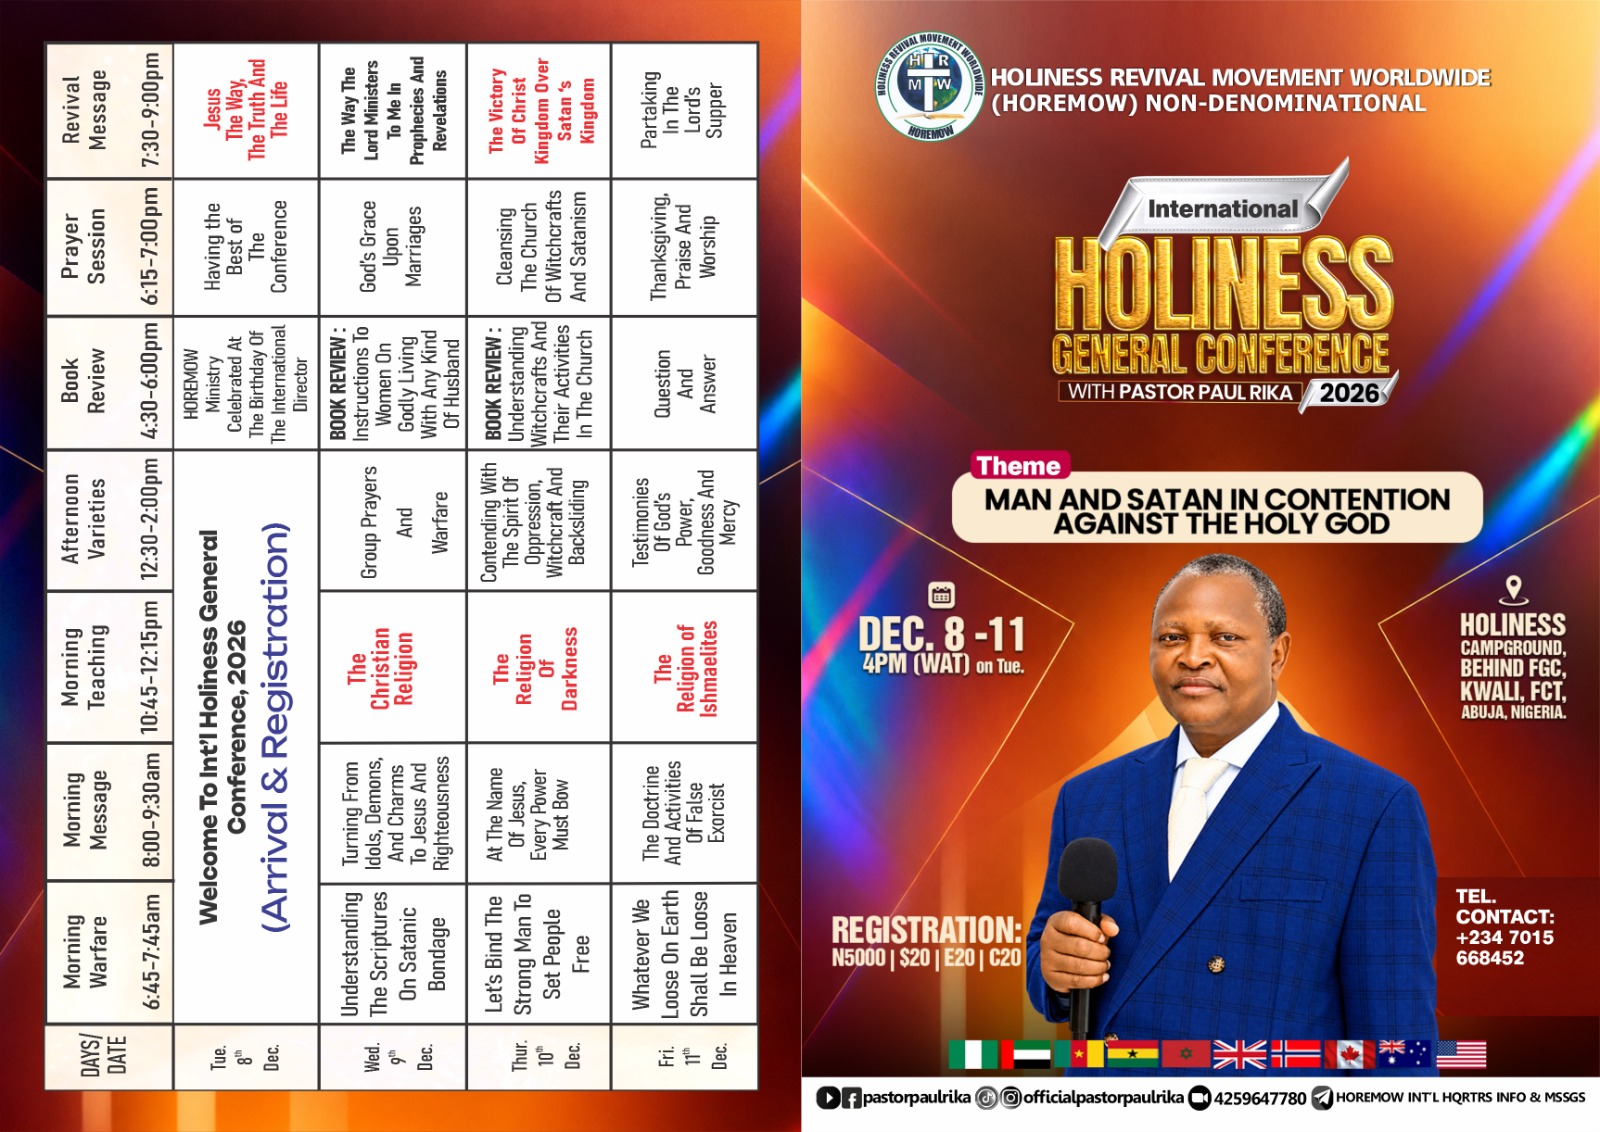 DAYS/
DATE
Morning
Warfare
6:45-7:45am
Morning
Message
8:00-9:30am
Morning
Teaching
10:45-12:15pm
Afternoon
Varieties
12:30-2:00pm
Book
Review
4:30-6:00pm
Prayer
Session
6:15-7:00pm
Revival
Message
7:30-9:00pm
Tue.
8th
Dec.
Welcome To Int'l Holiness General
Conference, 2026
(Arrival & Registration)
HOREMOW
Ministry
Celebrated At
The Birthday Of
The International
Director
Having the
Best of
The
Conference
Jesus
The Way,
The Truth And
The Life
Wed.
9th
Dec.
Understanding
The Scriptures
On Satanic
Bondage
Turning From
Idols, Demons,
And Charms
To Jesus And
Righteousness
The
Christian
Religion
Group Prayers
And
Warfare
BOOK REVIEW :
Instructions To
Women On
Godly Living
With Any Kind
Of Husband
God's Grace
Upon
Marriages
The Way The
Lord Ministers
To Me In
Prophecies And
Revelations
Thur.
10th
Dec.
Let's Bind The
Strong Man To
Set People
Free
At The Name
Of Jesus,
Every Power
Must Bow
The
Religion
Of
Darkness
Contending With
The Spirit Of
Oppression,
Witchcraft And
Backsliding
BOOK REVIEW :
Understanding
Witchcrafts And
Their Activities
In The Church
Cleansing
The Church
Of Witchcrafts
And Satanism
The Victory
Of Christ
Kingdom Over
Satan 's
Kingdom
Fri.
11th
Dec.
Whatever We
Loose On Earth
Shall Be Loose
In Heaven
The Doctrine
And Activities
Of False
Exorcist
The
Religion of
Ishmaelites
Testimonies
Of God's
Power,
Goodness And
Mercy
Question
And
Answer
Thanksgiving,
Praise And
Worship
Partaking
In The
Lord's
Supper
HOLINESS REVIVAL MOVEMENT WORLDWIDE
HOREMOW
H R
M W
HOLINESS REVIVAL MOVEMENT WORLDWIDE
(HOREMOW) NON-DENOMINATIONAL
International
HOLINESS
GENERAL CONFERENCE
WITH PASTOR PAUL RIKA
2026
Theme
MAN AND SATAN IN CONTENTION
AGAINST THE HOLY GOD
DEC. 8 -11
4PM (WAT) on Tue.
HOLINESS
CAMPGROUND,
BEHIND FGC,
KWALI, FCT,
ABUJA, NIGERIA.
REGISTRATION:
N5000 | $20 | E20 | C20
TEL.
CONTACT:
+234 7015
668452
pastorpaulrika officialpastorpaulrika 4259647780 HOREMOW INT'L HQRTRS INFO & MSSGS